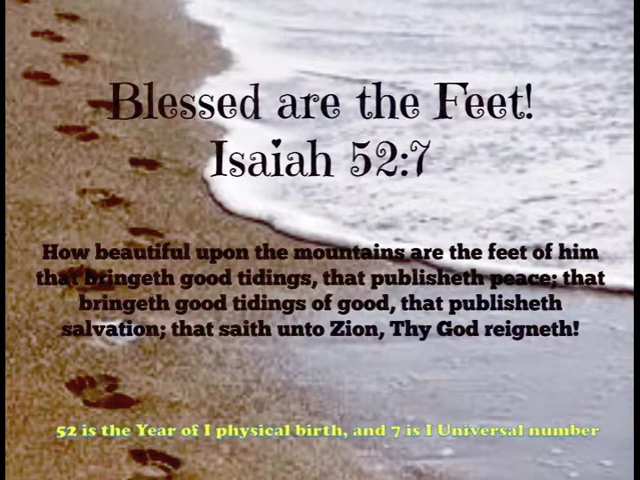 Blessed are the Feet!
Isaiah 52:7
How beautiful upon the mountains are the feet of him
that bringeth good tidings, that publisheth peace; that
bringeth good tidings of good, that publisheth
salvation; that saith unto Zion, Thy God reigneth!
52 is the Year of I physical birth, and 7 is I Universal number